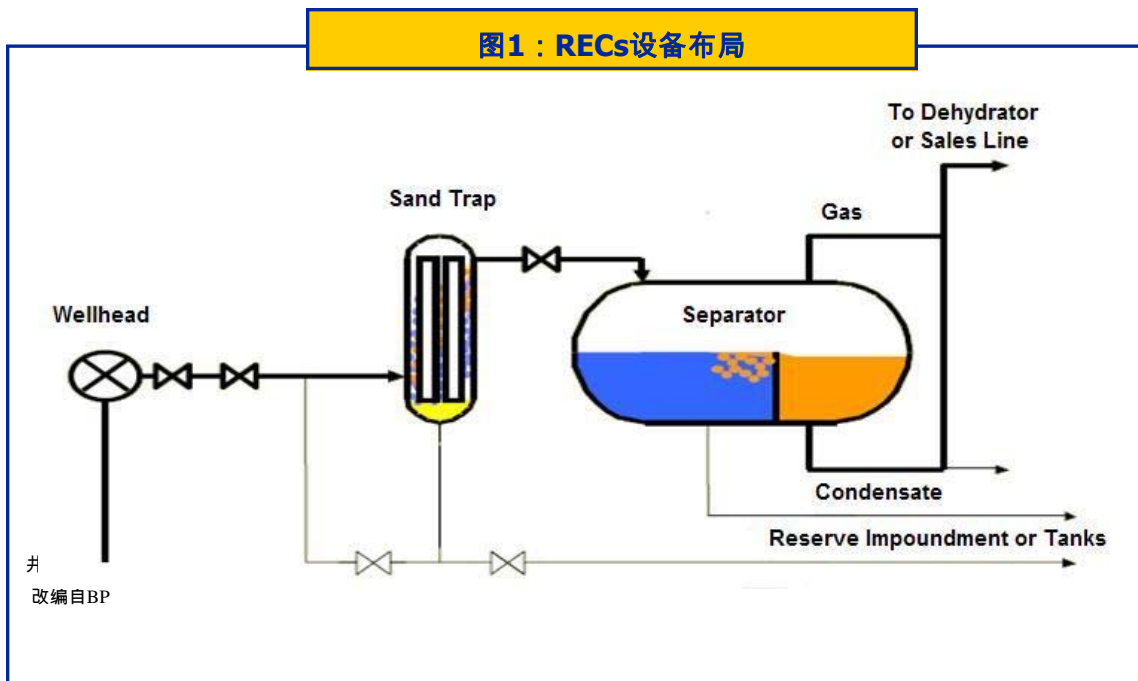 图1：RECs设备布局
To Dehydrator
or Sales Line
Sand Trap
Gas
Wellhead
Separator
Condensate
Reserve Impoundment or Tanks
改编自BP